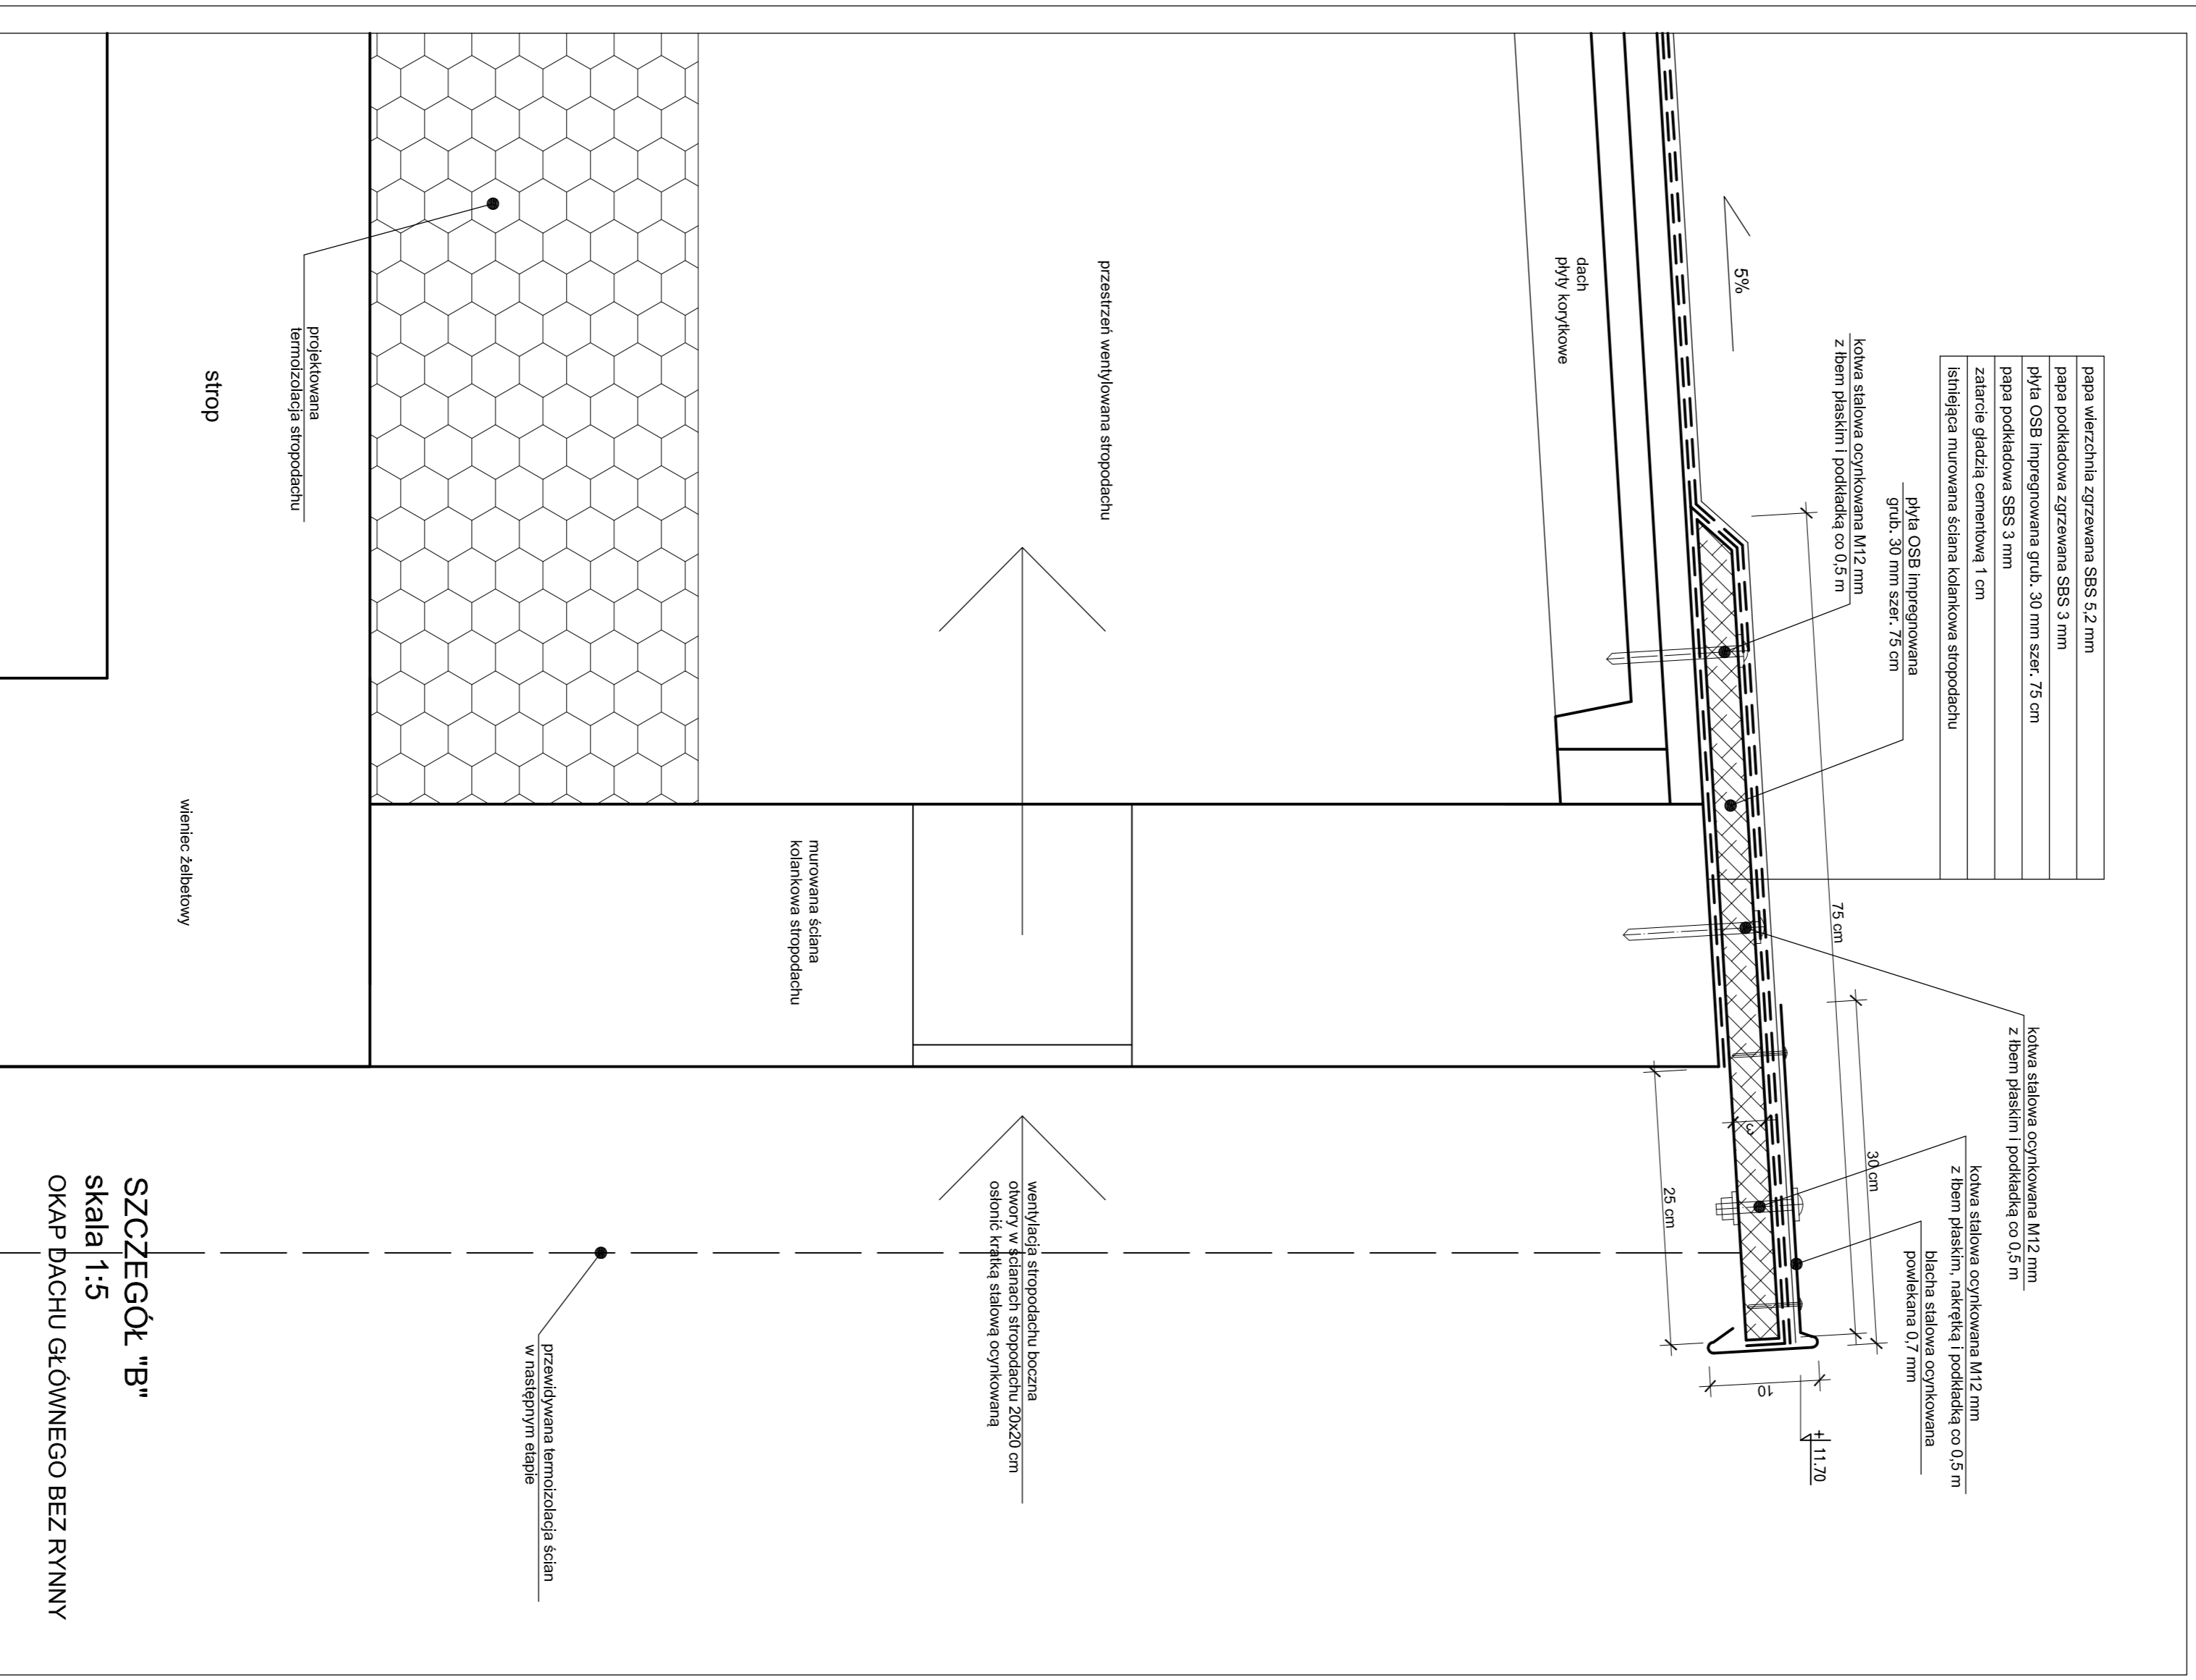 papa wierzchnia zgrzewana SBS 5,2 mm
papa podkładowa zgrzewana SBS 3 mm
płyta OSB impregnowana grub. 30 mm szer. 75 cm
papa podkładowa SBS 3 mm
zatarcie gładzią cementową 1 cm
istniejąca murowana ściana kolankowa stropodachu
płyta OSB impregnowana
grub. 30 mm szer. 75 cm
kotwa stalowa ocynkowana M12 mm
z łbem płaskim i podkładką co 0,5 m
5%
dach
płyty korytkowe
kotwa stalowa ocynkowana M12 mm
z łbem płaskim i podkładką co 0,5 m
kotwa stalowa ocynkowana M12 mm
z łbem płaskim, nakrętką i podkładką co 0,5 m
blacha stalowa ocynkowana
powlekana 0,7 mm
75 cm
30 cm
3
25 cm
10
+ 11.70
przestrzeń wentylowana stropodachu
wentylacja stropodachu boczna
otwory w ścianach stropodachu 20x20 cm
osłonić kratką stalową ocynkowaną
murowana ściana
kolankowa stropodachu
przewidywana termoizolacja ścian
w następnym etapie
projektowana
termoizolacja stropodachu
strop
wieniec żelbetowy
SZCZEGÓŁ "B"
skala 1:5
OKAP DACHU GŁÓWNEGO BEZ RYNNY